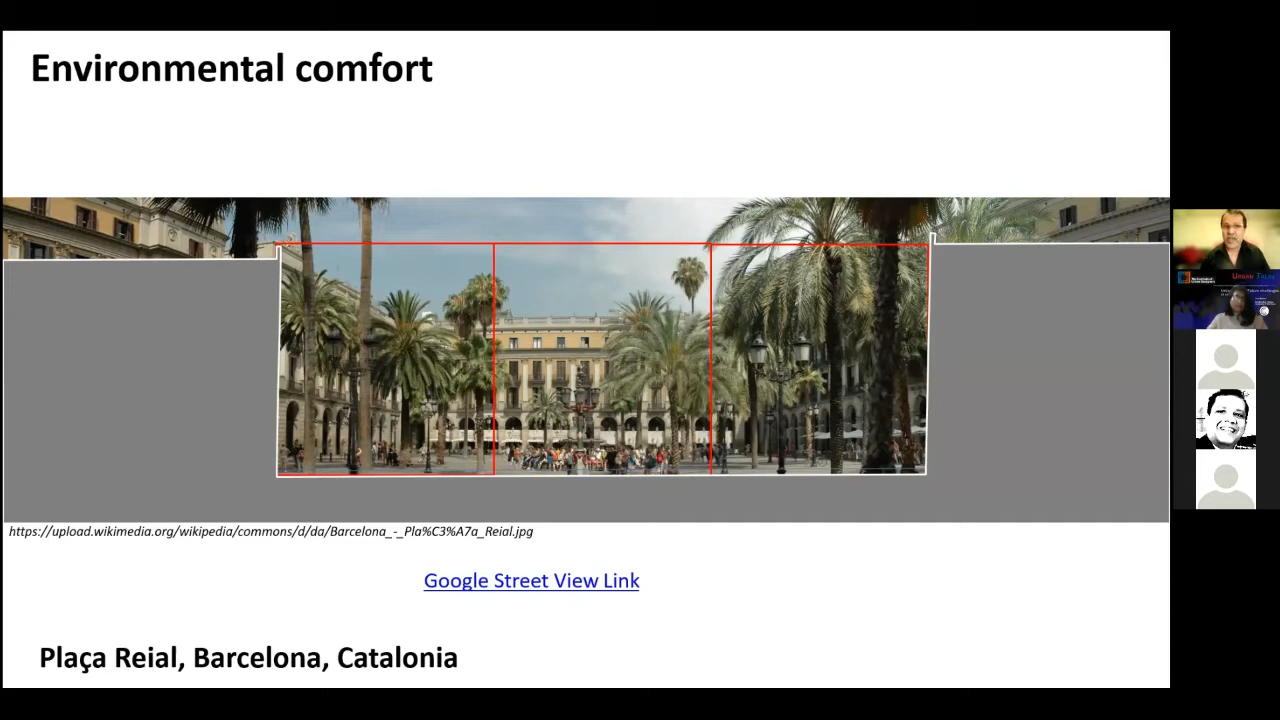 Environmental comfort
https://upload.wikimedia.org/wikipedia/commons/d/da/Barcelona_-_Pla%C3%A7a_Reial.jpg
Google Street View Link
Plaça Reial, Barcelona, Catalonia